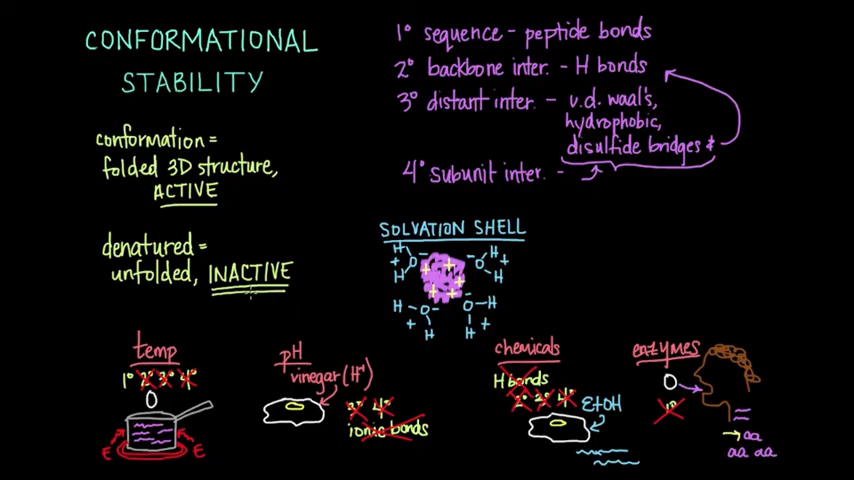 CONFORMATIONAL
STABILITY
conformation =
folded 3D structure,
ACTIVE
denatured =
unfolded, INACTIVE
1° sequence - peptide bonds
2° backbone inter. - H bonds
3° distant inter. - v.d. waal's,
hydrophobic,
disulfide bridges &
4° subunit inter. -
SOLVATION SHELL
H - - H
+ O O +
H + + H
+
+ +
H - O - - O - H
+ H H +
temp
1° 2° 3° 4°
E E
pH
vinegar (H+)
3° 4°
ionic bonds
chemicals
H bonds
2° 3° 4°
EtOH
enzymes
1°
aa
aa aa